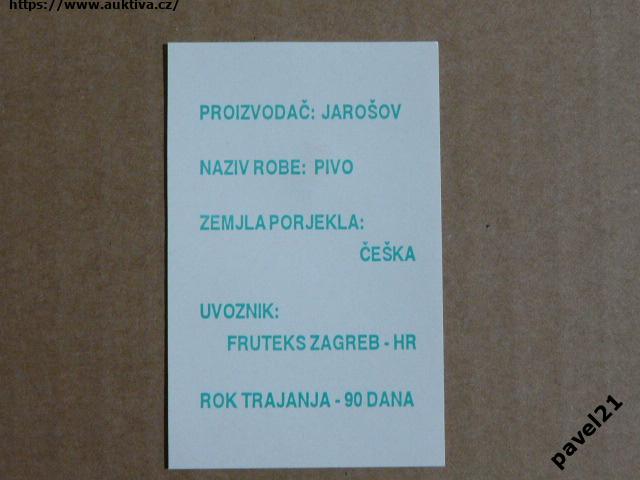 https://www.auktiva.cz/
PROIZVODAČ: JAROŠOV
NAZIV ROBE: PIVO
ZEMJLA PORJEKLA:
ČEŠKA
UVOZNIK:
FRUTEKS ZAGREB - HR
ROK TRAJANJA - 90 DANA
pavel21